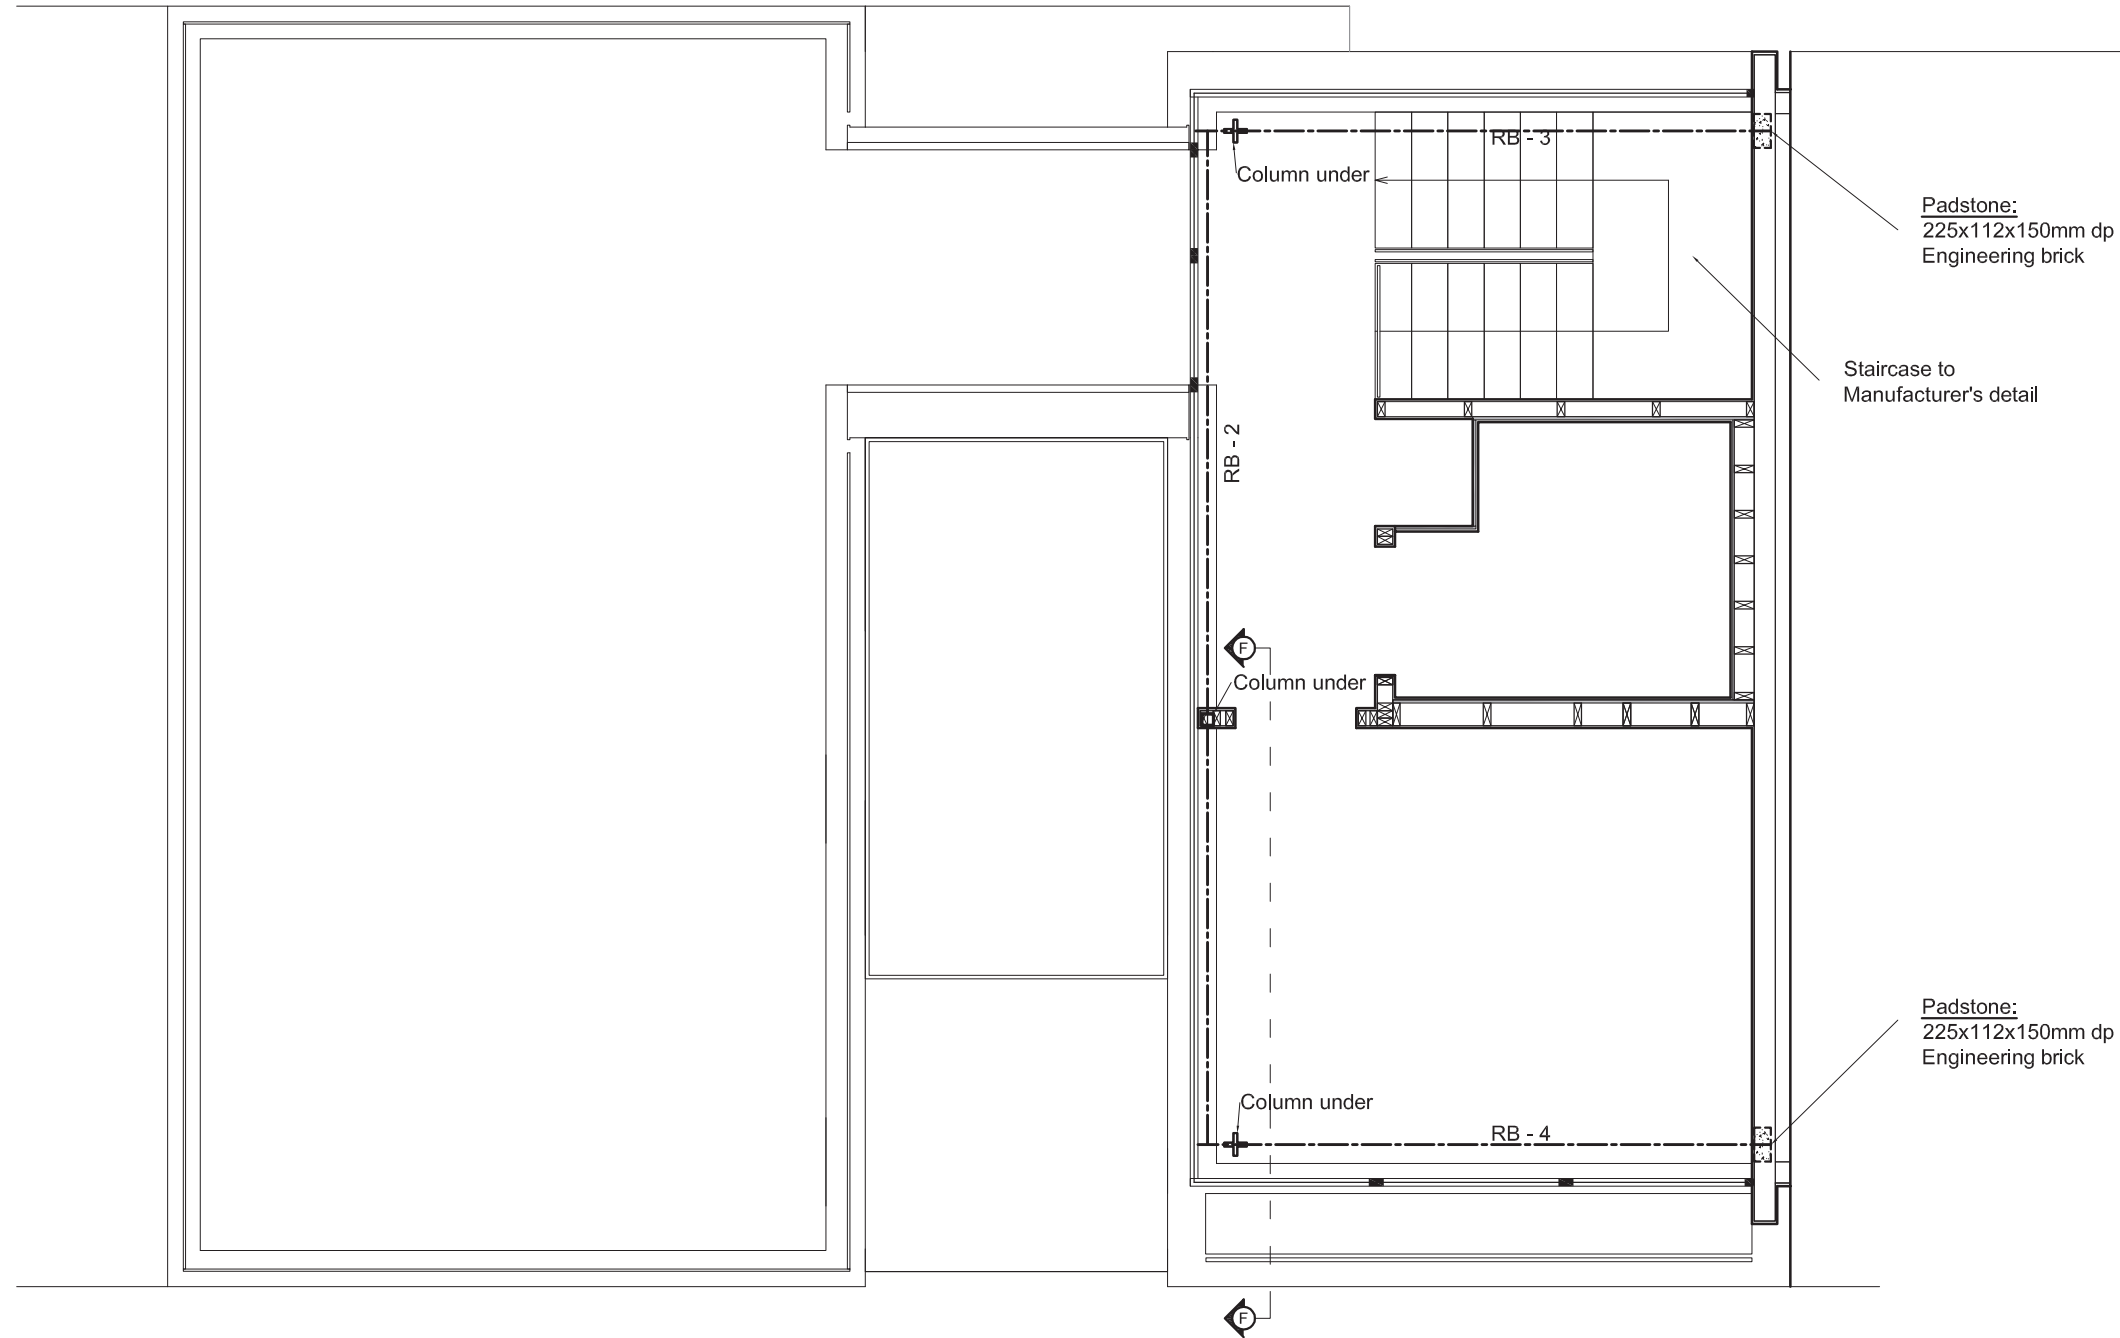 RB - 3
Column under
Padstone:
225x112x150mm dp
Engineering brick
Staircase to
Manufacturer's detail
RB - 2
F
Column under
Padstone:
225x112x150mm dp
Engineering brick
Column under
RB - 4
F